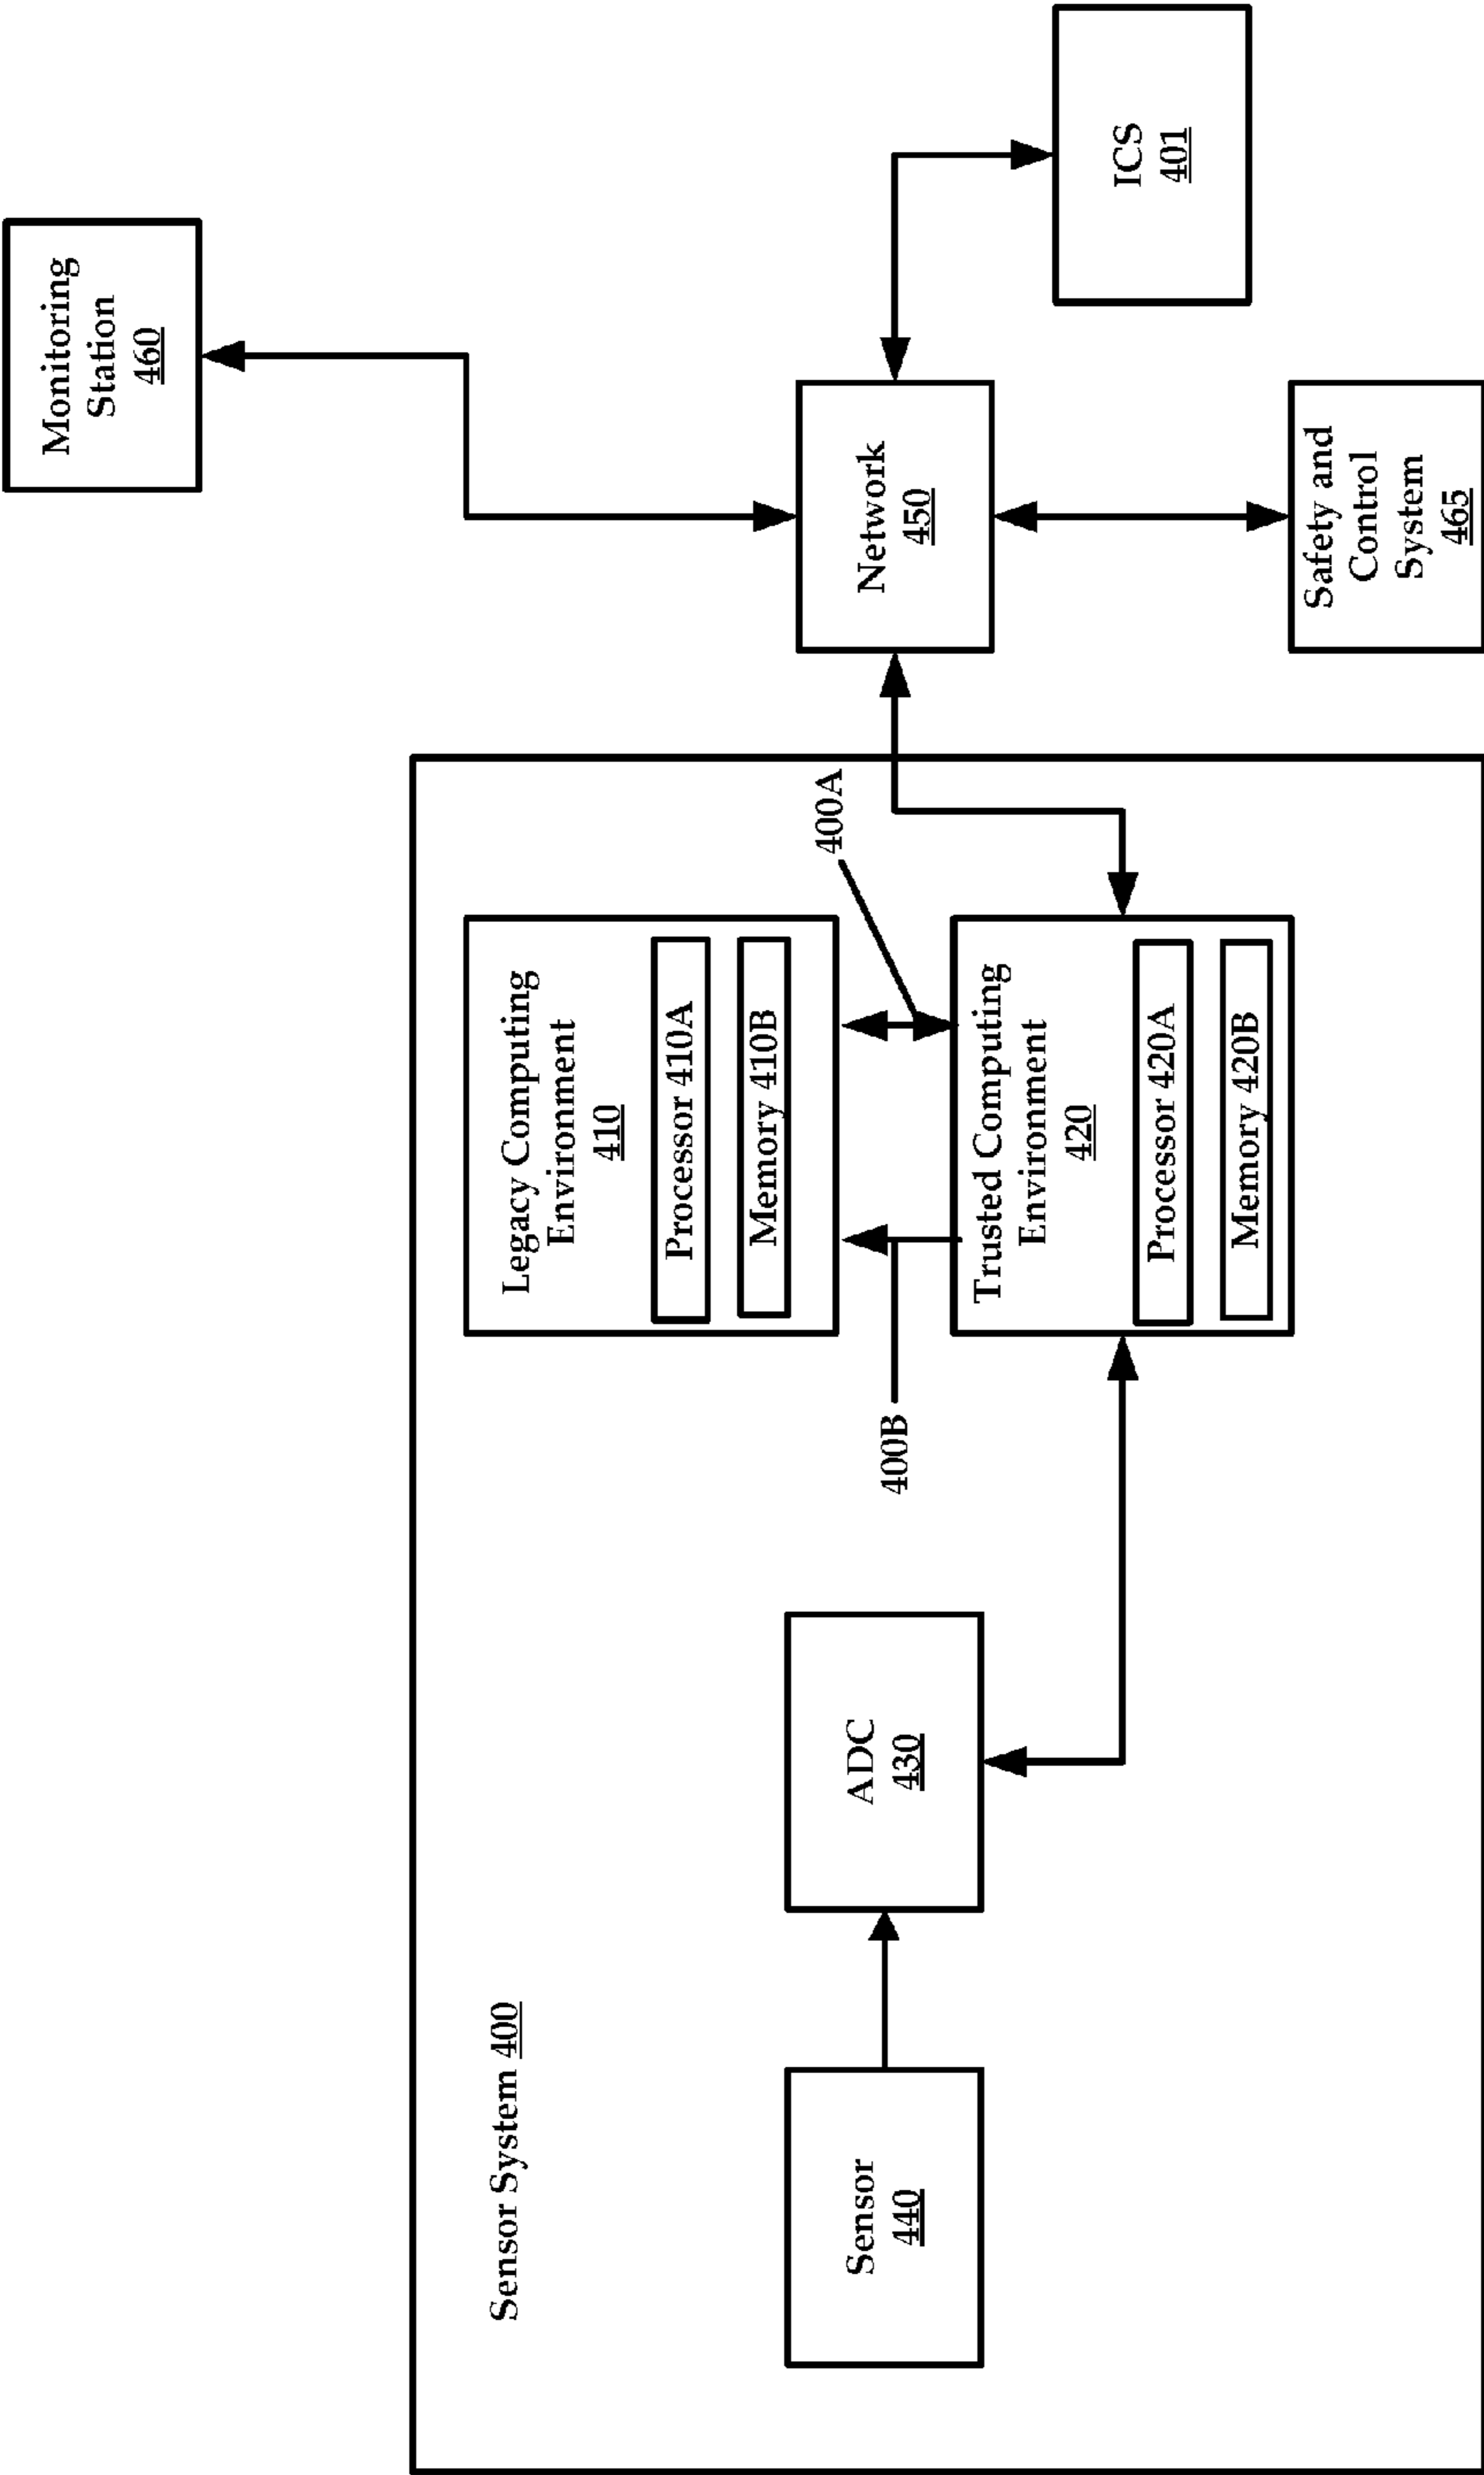 Sensor System 400
Sensor
440
ADC
430
Legacy Computing
Environment
410
Processor 410A
Memory 410B
400B
400A
Trusted Computing
Environment
420
Processor 420A
Memory 420B
Network
450
Monitoring
Station
460
ICS
401
Safety and
Control
System
465